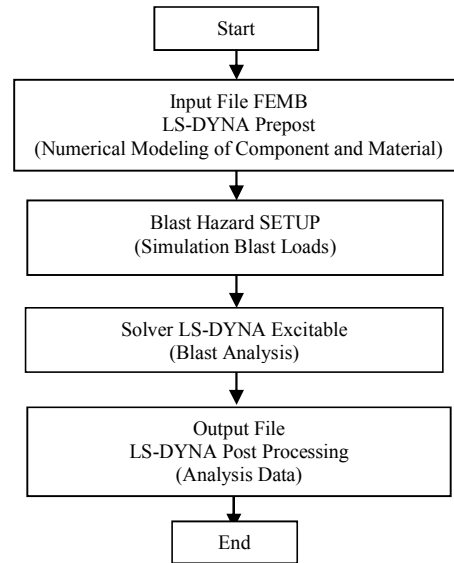 Start
Input File FEMB
LS-DYNA Prepost
(Numerical Modeling of Component and Material)
Blast Hazard SETUP
(Simulation Blast Loads)
Solver LS-DYNA Excitable
(Blast Analysis)
Output File
LS-DYNA Post Processing
(Analysis Data)
End